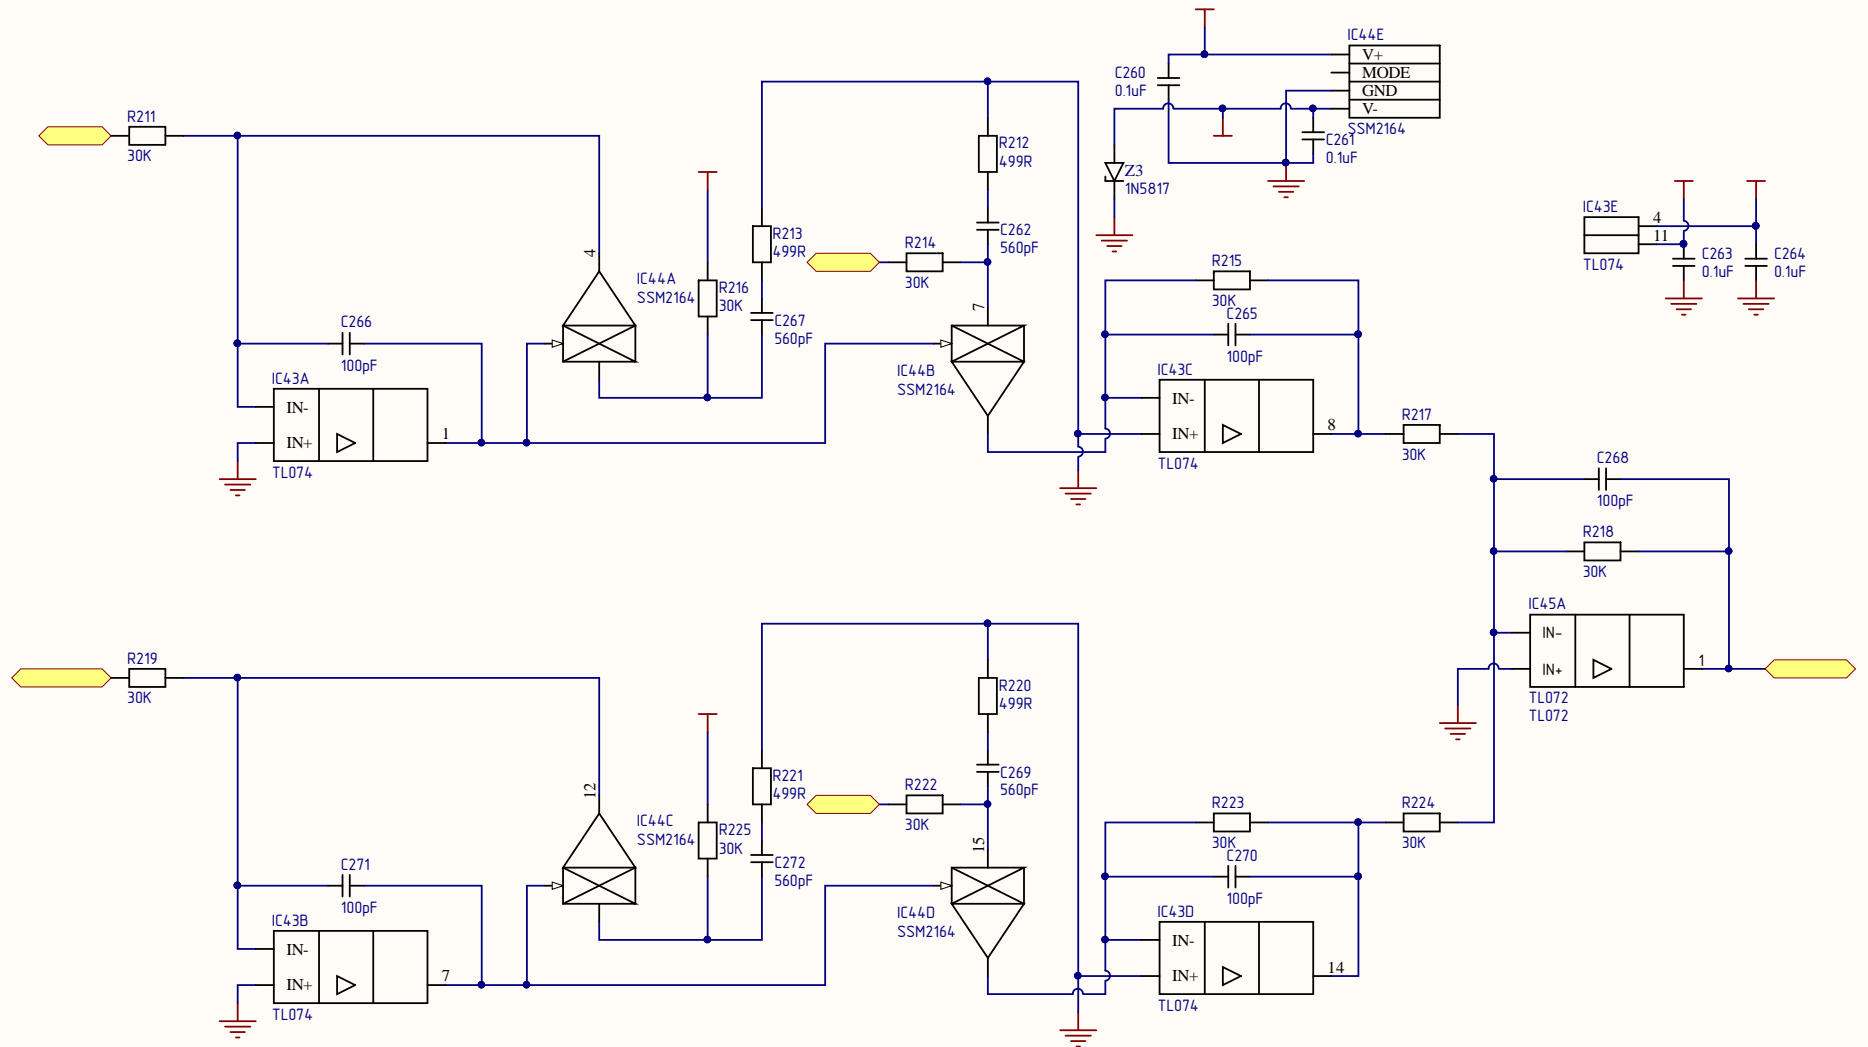 IC44E
V+
MODE
GND
V-
SSM2164
C260
0.1uF
C261
0.1uF
Z3
1N5817
R211
30K
R212
499R
R213
499R
C262
560pF
R214
30K
4
IC44A
SSM2164
R216
30K
C267
560pF
7
IC44B
SSM2164
C266
100pF
IC43A
IN-
IN+
1
TL074
R215
30K
C265
100pF
IC43C
IN-
IN+
8
TL074
R217
30K
IC43E
4
11
TL074
C263
0.1uF
C264
0.1uF
C268
100pF
R218
30K
IC45A
IN-
IN+
1
TL072
TL072
R219
30K
R220
499R
R221
499R
C269
560pF
R222
30K
12
IC44C
SSM2164
R225
30K
C272
560pF
15
IC44D
SSM2164
C271
100pF
IC43B
IN-
IN+
7
TL074
R223
30K
C270
100pF
R224
30K
IC43D
IN-
IN+
14
TL074